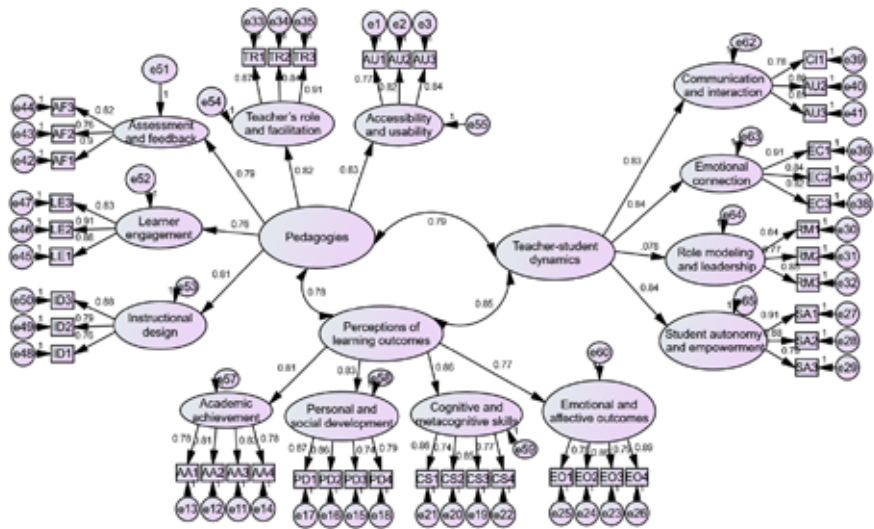 e33 e34 e35 e1 e2 e3
TR1 TR2 TR3 AU1 AU2 AU3
0.91 0.77 0.82 0.84
e51
e54
Teacher's role
and facilitation
Accessibility
and usability
e55
e44 AF3
e43 AF2
e42 AF1
0.82
0.76
0.9
Assessment
and feedback
0.79
0.82
0.83
e52
e47 LE3
e46 LE2
e45 LE1
0.83
0.91
0.88
Learner
engagement
0.76
Pedagogies
e53
e50 ID3
e49 ID2
e48 ID1
0.88
0.79
0.76
Instructional
design
0.81
0.79
0.78
0.85
Teacher-student
dynamics
e62
Communication
and interaction
0.78
CI1 e39
AU2 e40
AU3 e41
0.83
e63
Emotional
connection
0.91
0.84
EC1 e36
EC2 e37
EC3 e38
0.84
e64
Role modeling
and leadership
0.77
RM1 e30
RM2 e31
RM3 e32
.078
e65
Student autonomy
and empowerment
0.91
SA1 e27
SA2 e28
SA3 e29
0.84
Perceptions of
learning outcomes
0.81
0.83
0.86
0.77
e57
Academic
achievement
e58
Personal and
social development
Cognitive and
metacognitive skills
e59
e60
Emotional and
affective outcomes
0.78 0.81 0.78
0.87 0.86 0.74 0.79
0.86 0.74 0.85 0.77
0.89
AA1 AA2 AA3 AA4
PD1 PD2 PD3 PD4
CS1 CS2 CS3 CS4
EO1 EO2 EO3 EO4
e13 e12 e11 e14
e17 e16 e15 e18
e21 e20 e19 e22
e25 e24 e23 e26